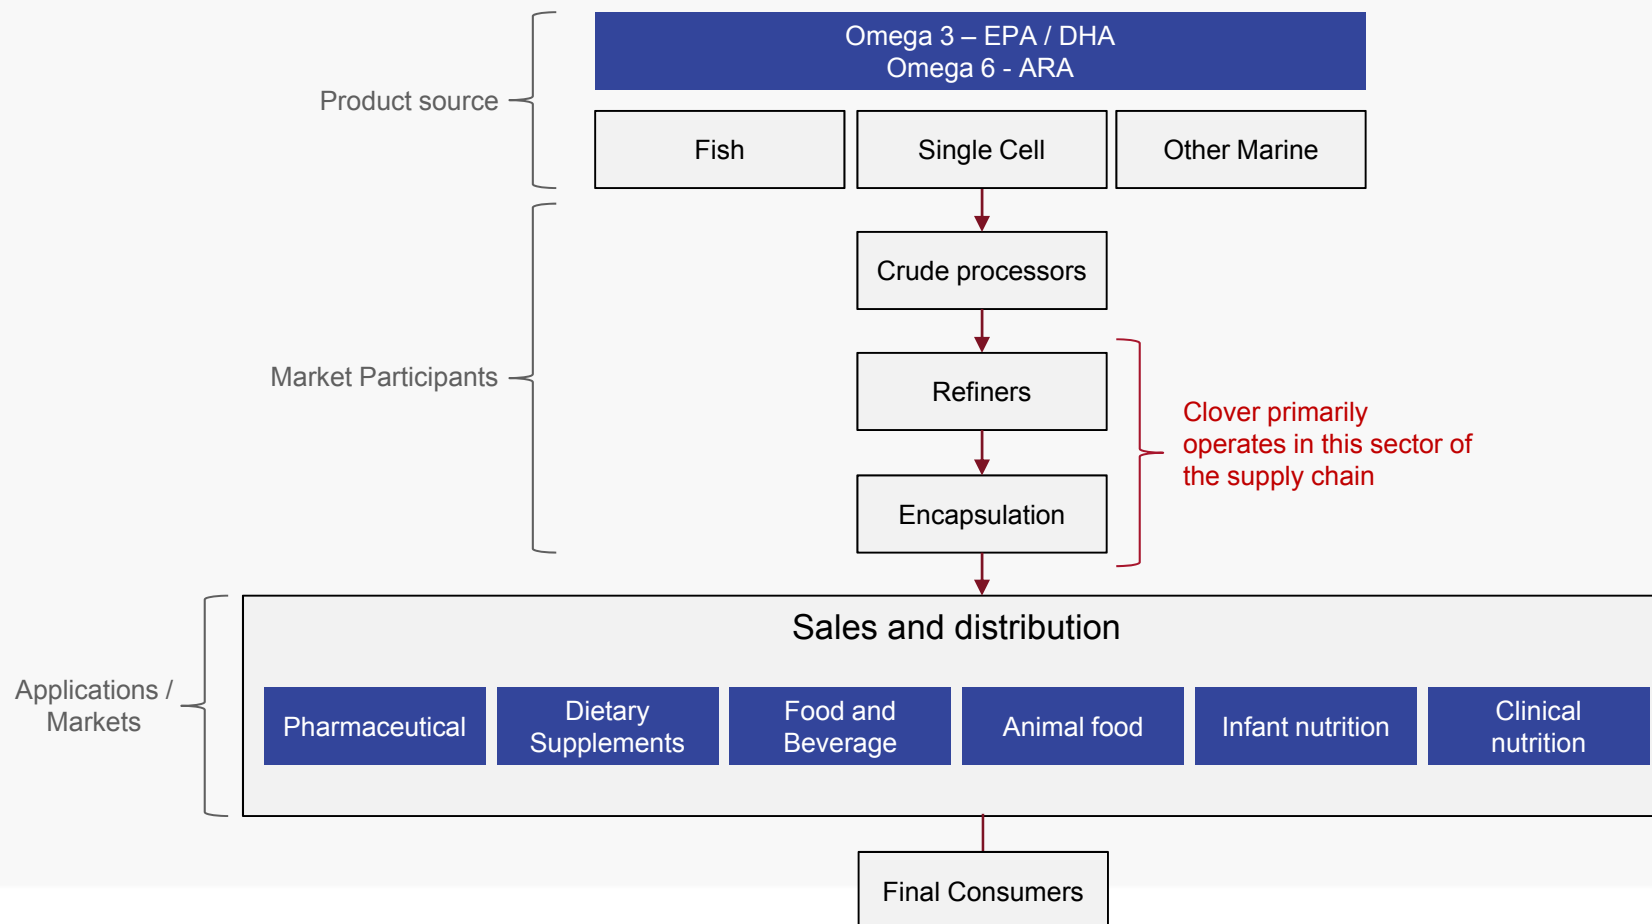 Omega 3 – EPA / DHA
Omega 6 - ARA
Product source
Fish
Single Cell
Other Marine
Crude processors
Market Participants
Refiners
Clover primarily
operates in this sector of
the supply chain
Encapsulation
Sales and distribution
Applications /
Markets
Pharmaceutical
Dietary
Supplements
Food and
Beverage
Animal food
Infant nutrition
Clinical
nutrition
Final Consumers